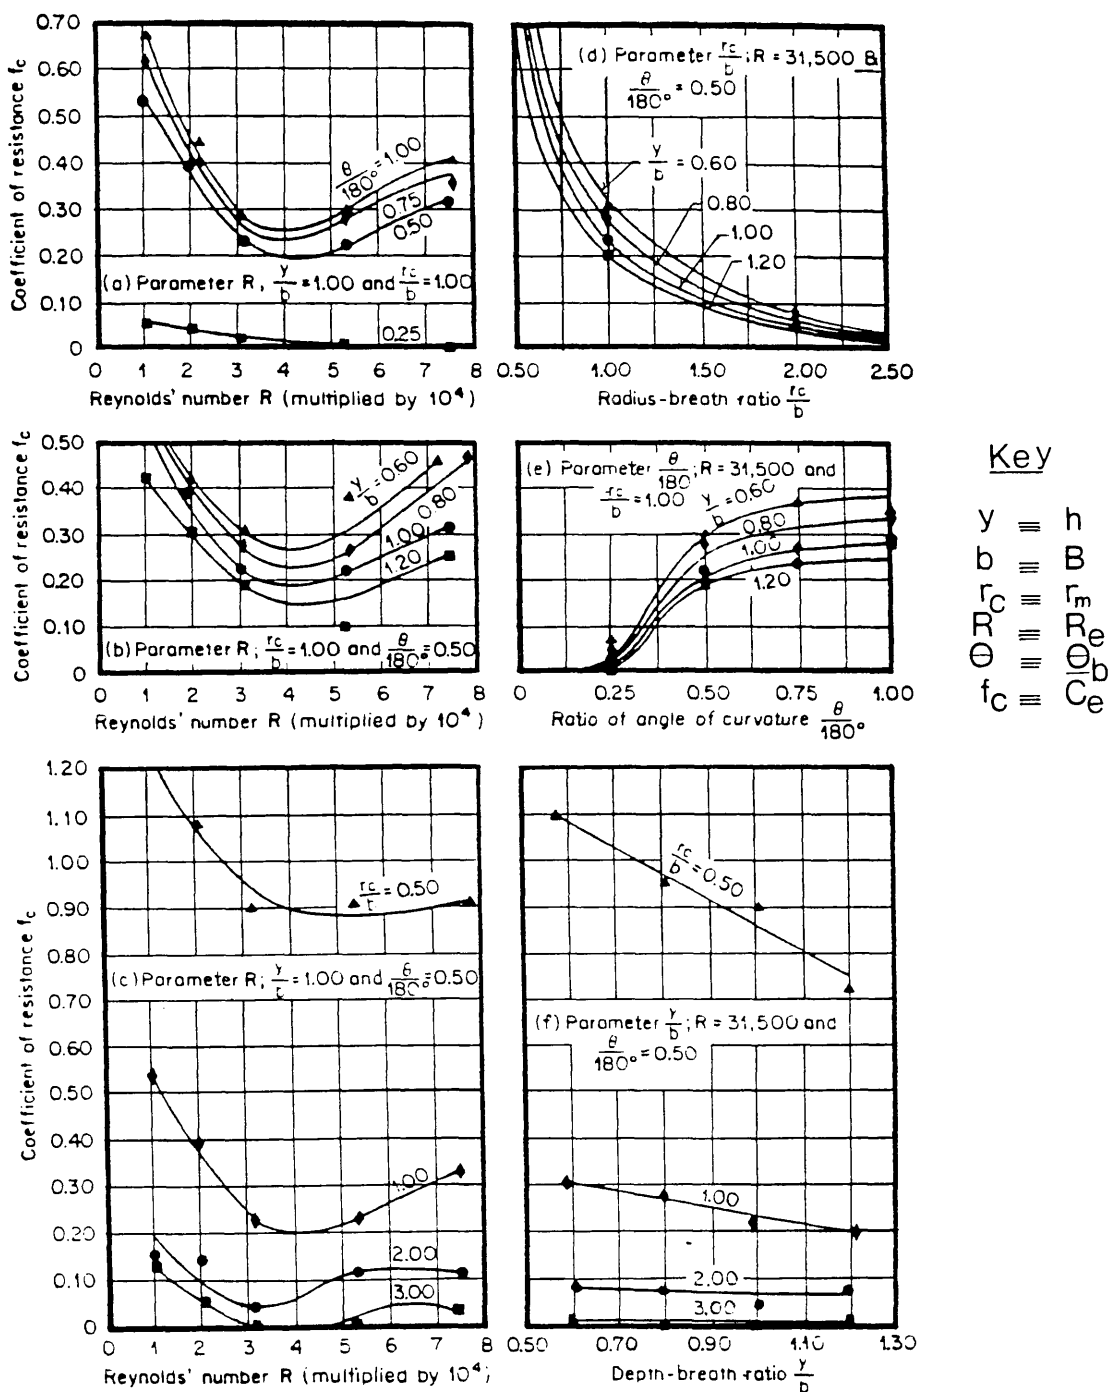 Coefficient of resistance fc
0.70
0.60
0.50
0.40
0.30
0.20
0.10
0
θ/180° = 1.00
0.75
0.50
(a) Parameter R, y/b = 1.00 and rc/b = 1.00
0.25
0 1 2 3 4 5 6 7 8
Reynolds' number R (multiplied by 10⁴)
(d) Parameter rc/b; R = 31,500 &
θ/180° = 0.50
y/b = 0.60
0.80
1.00
1.20
0.50 1.00 1.50 2.00 2.50
Radius-breath ratio rc/b
Coefficient of resistance fc
0.50
0.40
0.30
0.20
0.10
0
y/b = 0.60
0.80
1.00
1.20
(b) Parameter R; rc/b = 1.00 and θ/180° = 0.50
0 1 2 3 4 5 6 7 8
Reynolds' number R (multiplied by 10⁴)
(e) Parameter θ/180; R = 31,500 and
rc/b = 1.00
y/b = 0.60
0.80
1.00
1.20
0 0.25 0.50 0.75 1.00
Ratio of angle of curvature θ/180°
Key
y ≡ h
b ≡ B
rc ≡ rm
R ≡ Re
θ ≡ θb
fc ≡ Ce
Coefficient of resistance fc
1.20
1.10
1.00
0.90
0.80
0.70
0.60
0.50
0.40
0.30
0.20
0.10
0
rc/b = 0.50
(c) Parameter R; y/b = 1.00 and θ/180° = 0.50
1.00
2.00
3.00
0 1 2 3 4 5 6 7 8
Reynolds' number R (multiplied by 10⁴;
rc/b = 0.50
(f) Parameter y/b; R = 31,500 and
θ/180° = 0.50
1.00
2.00
3.00
0.50 0.70 0.90 1.10 1.30
Depth-breath ratio y/b